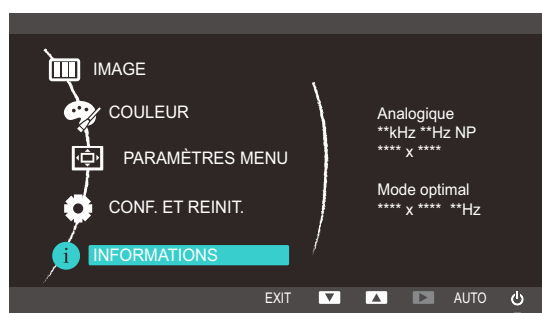 IMAGE
COULEUR
PARAMÈTRES MENU
CONF. ET REINIT.
i INFORMATIONS
Analogique
**kHz **Hz NP
**** x ****
Mode optimal
**** x **** **Hz
EXIT AUTO